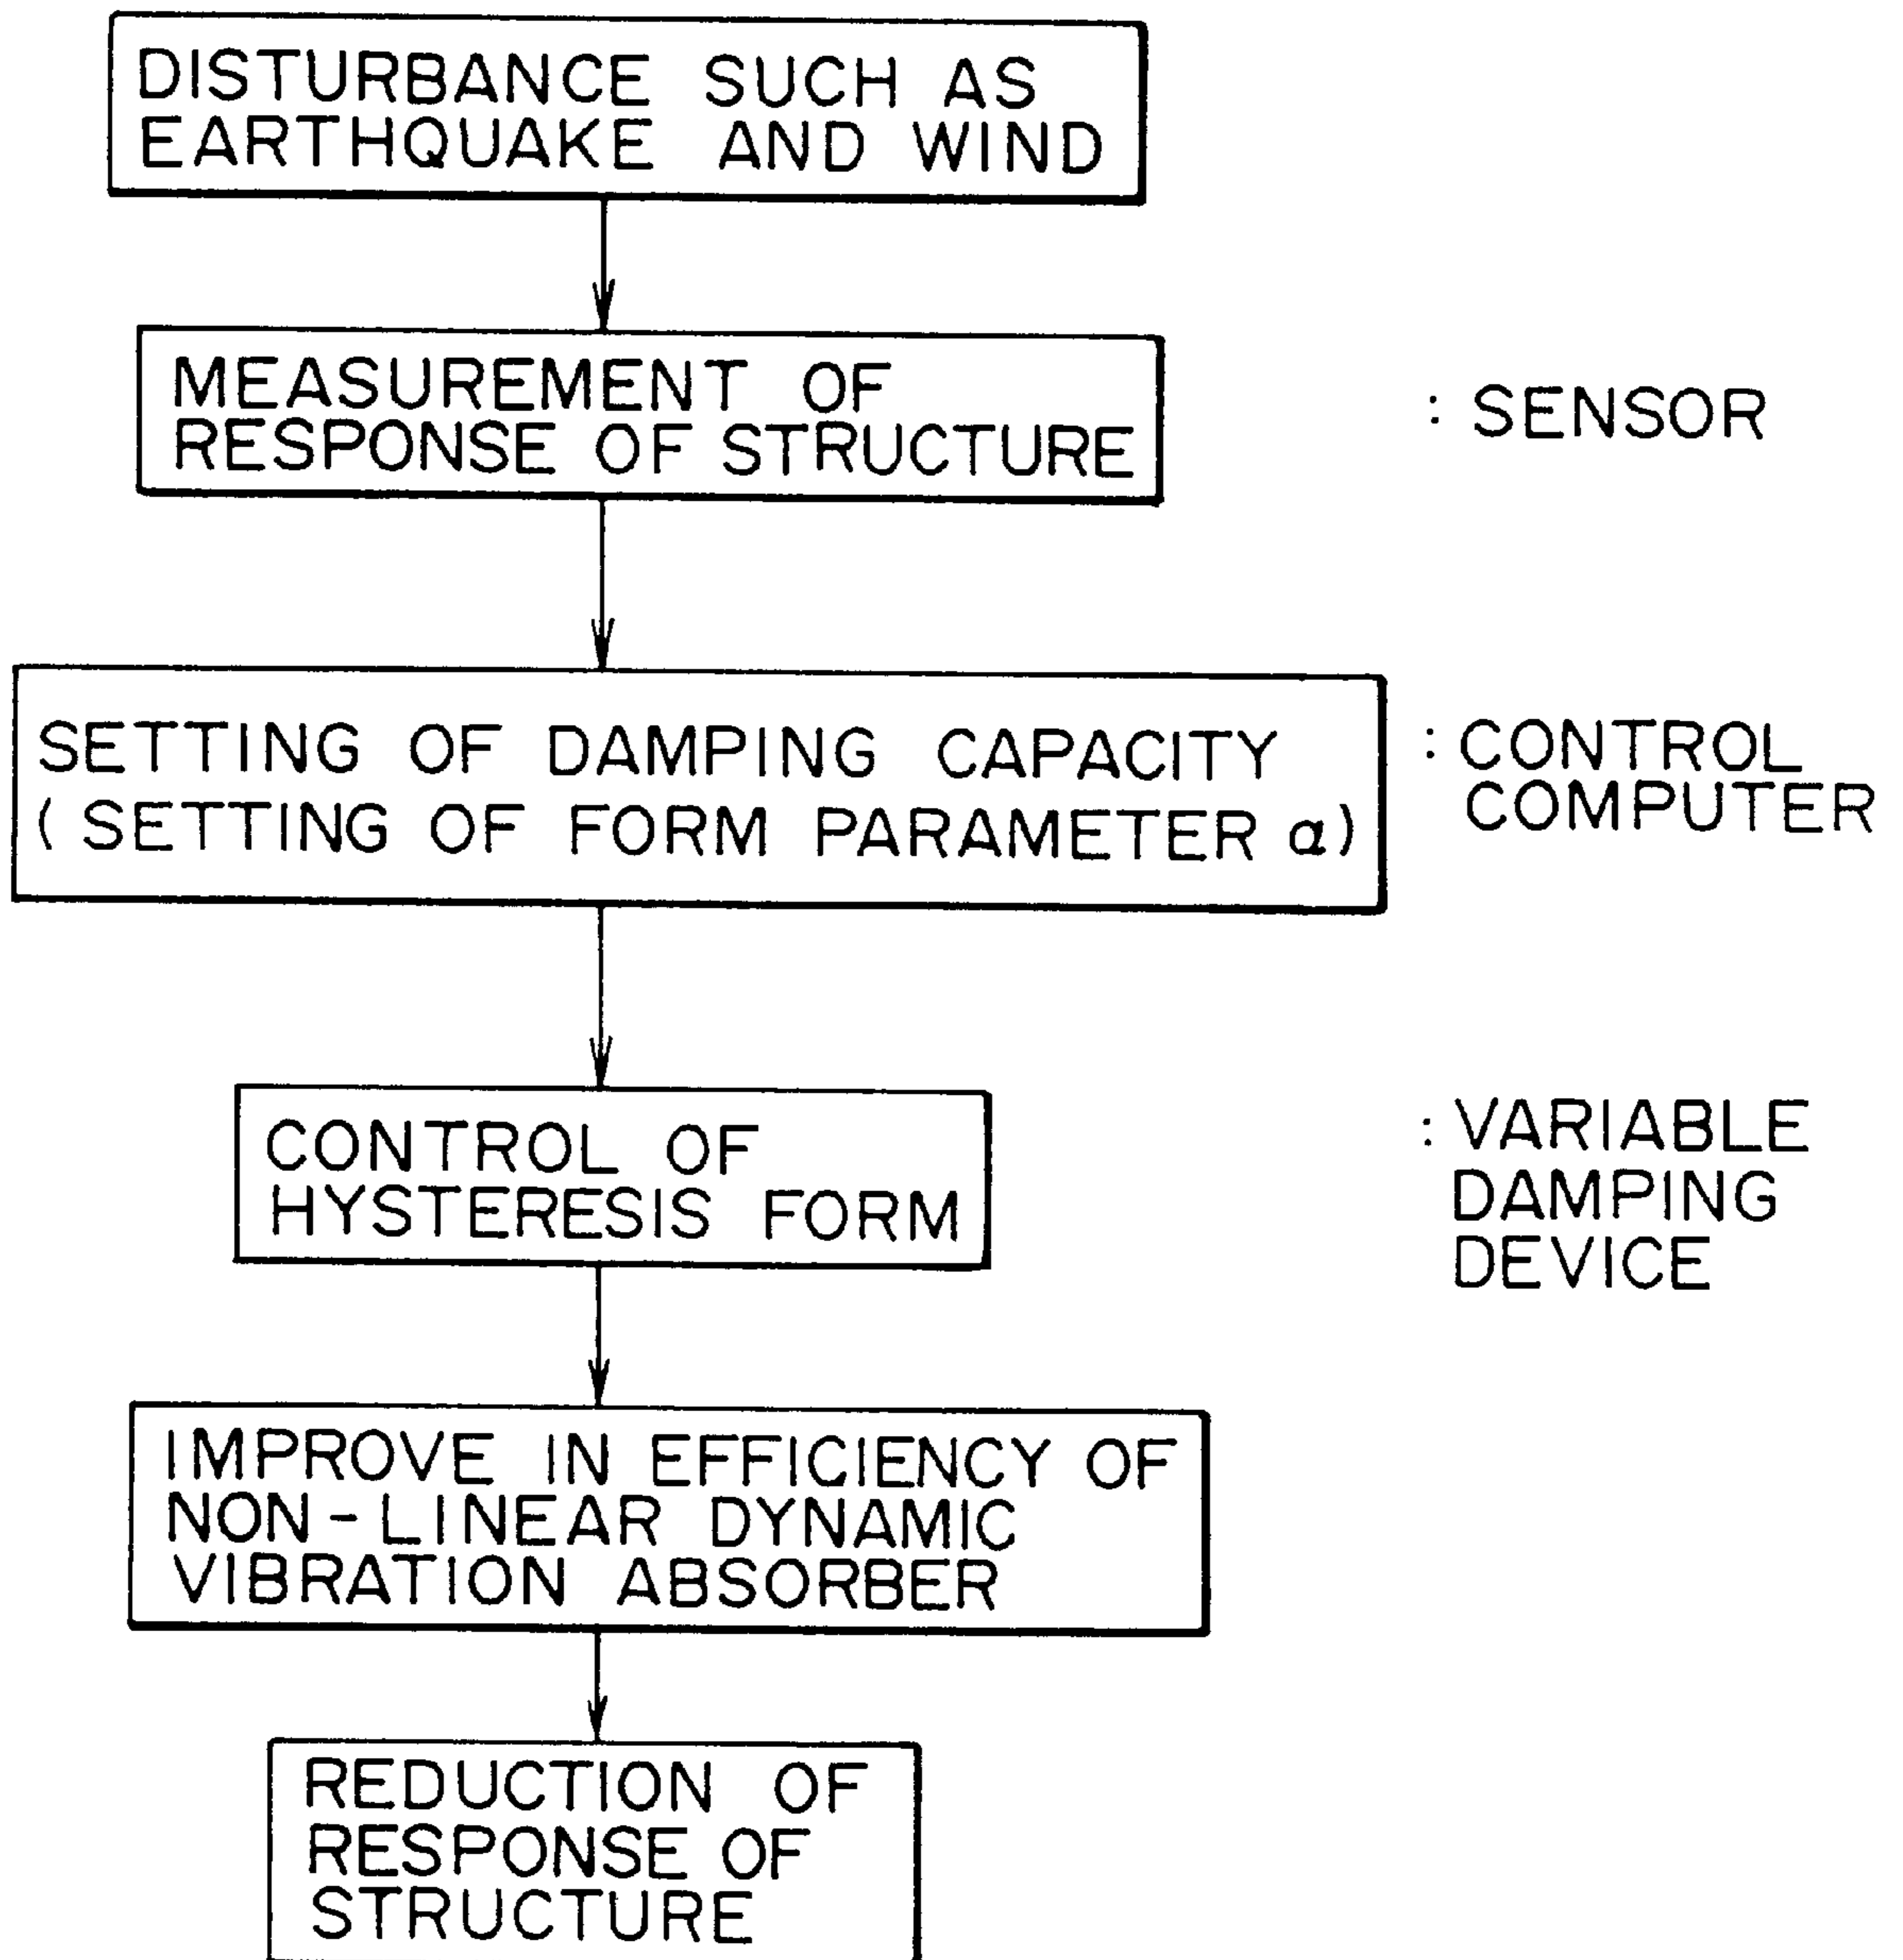 DISTURBANCE SUCH AS
EARTHQUAKE AND WIND
MEASUREMENT OF
RESPONSE OF STRUCTURE
: SENSOR
SETTING OF DAMPING CAPACITY
(SETTING OF FORM PARAMETER α)
: CONTROL
COMPUTER
CONTROL OF
HYSTERESIS FORM
: VARIABLE
DAMPING
DEVICE
IMPROVE IN EFFICIENCY OF
NON-LINEAR DYNAMIC
VIBRATION ABSORBER
REDUCTION OF
RESPONSE OF
STRUCTURE